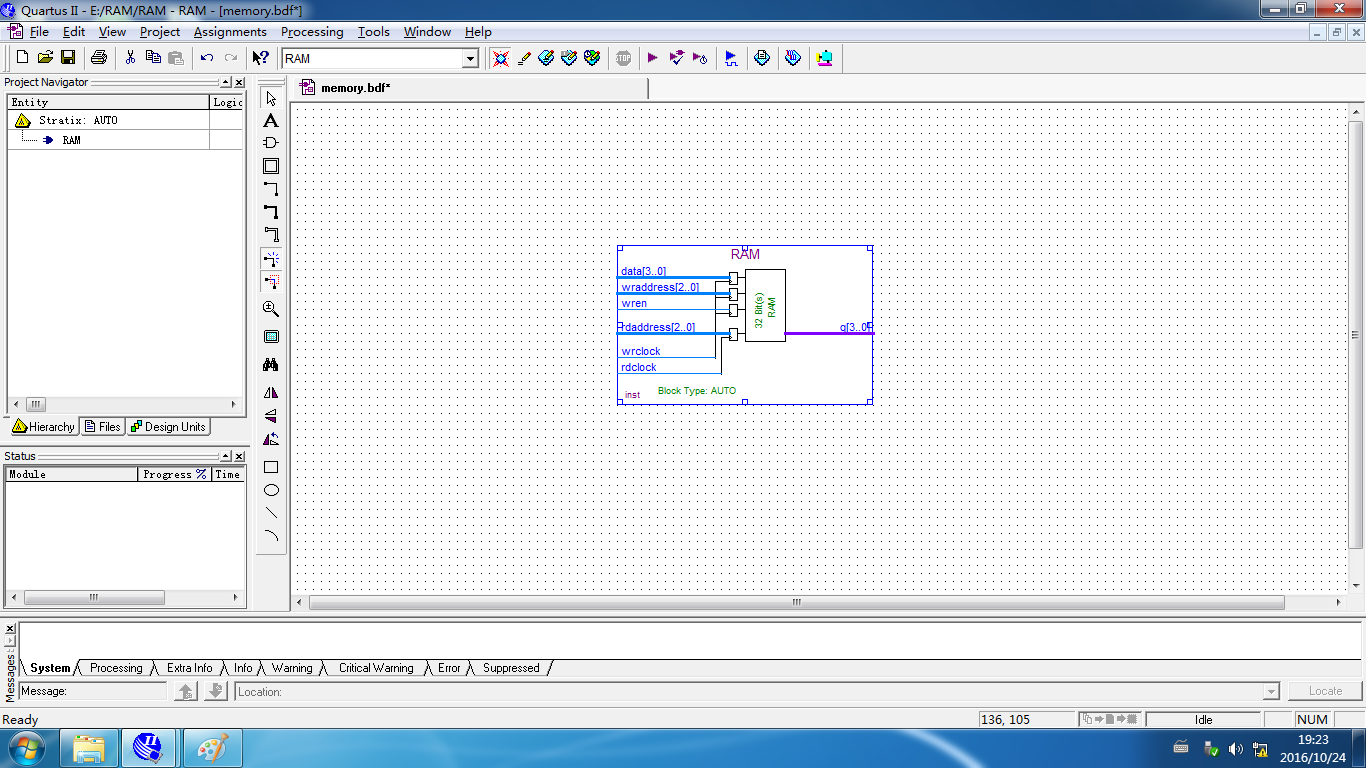 Quartus II - E:/RAM/RAM - RAM - [memory.bdf*]
File Edit View Project Assignments Processing Tools Window Help
RAM
STOP
Project Navigator
memory.bdf*
Entity Logic
Stratix: AUTO
RAM
Hierarchy Files Design Units
Status
Module Progress % Time
RAM
data[3..0]
wraddress[2..0]
wren
rdaddress[2..0]
wrclock
rdclock
32 Bit(s)
RAM
q[3..0]
inst
Block Type: AUTO
Messages
System Processing Extra Info Info Warning Critical Warning Error Suppressed
Message: Location: Locate
Ready 136, 105 Idle NUM
19:23
2016/10/24